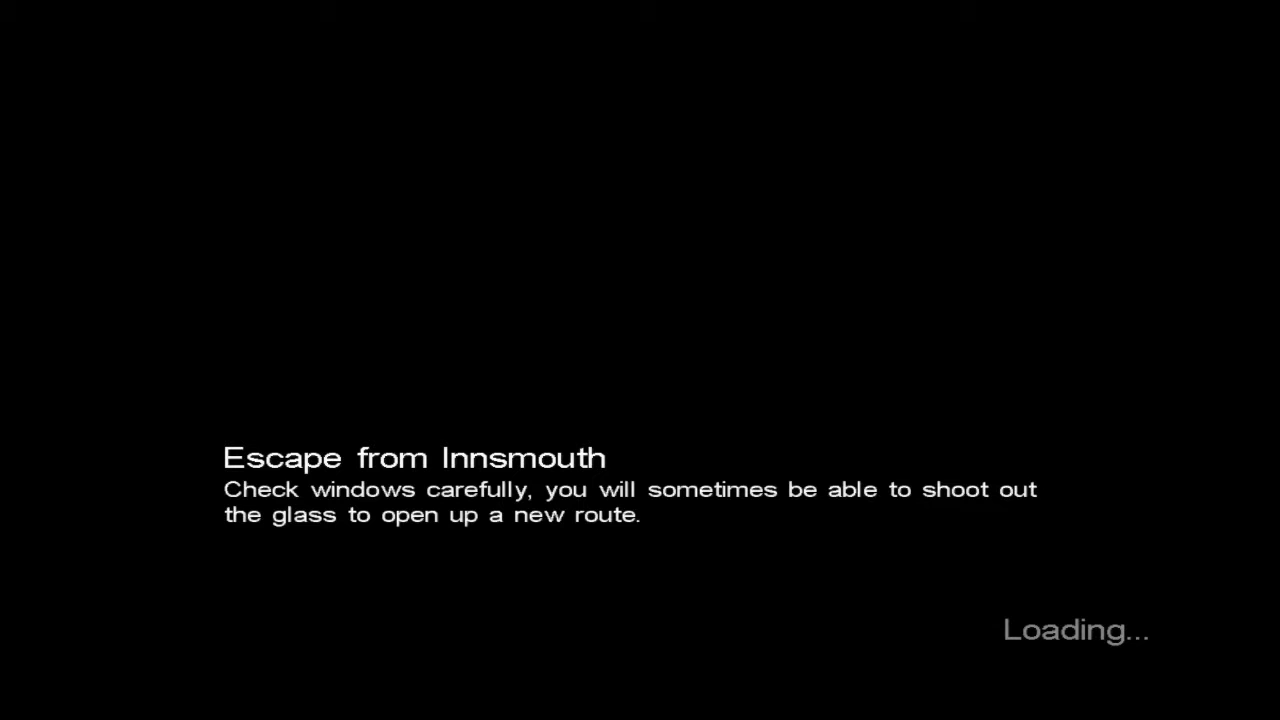 Escape from Innsmouth
Check windows carefully, you will sometimes be able to shoot out
the glass to open up a new route.
Loading...